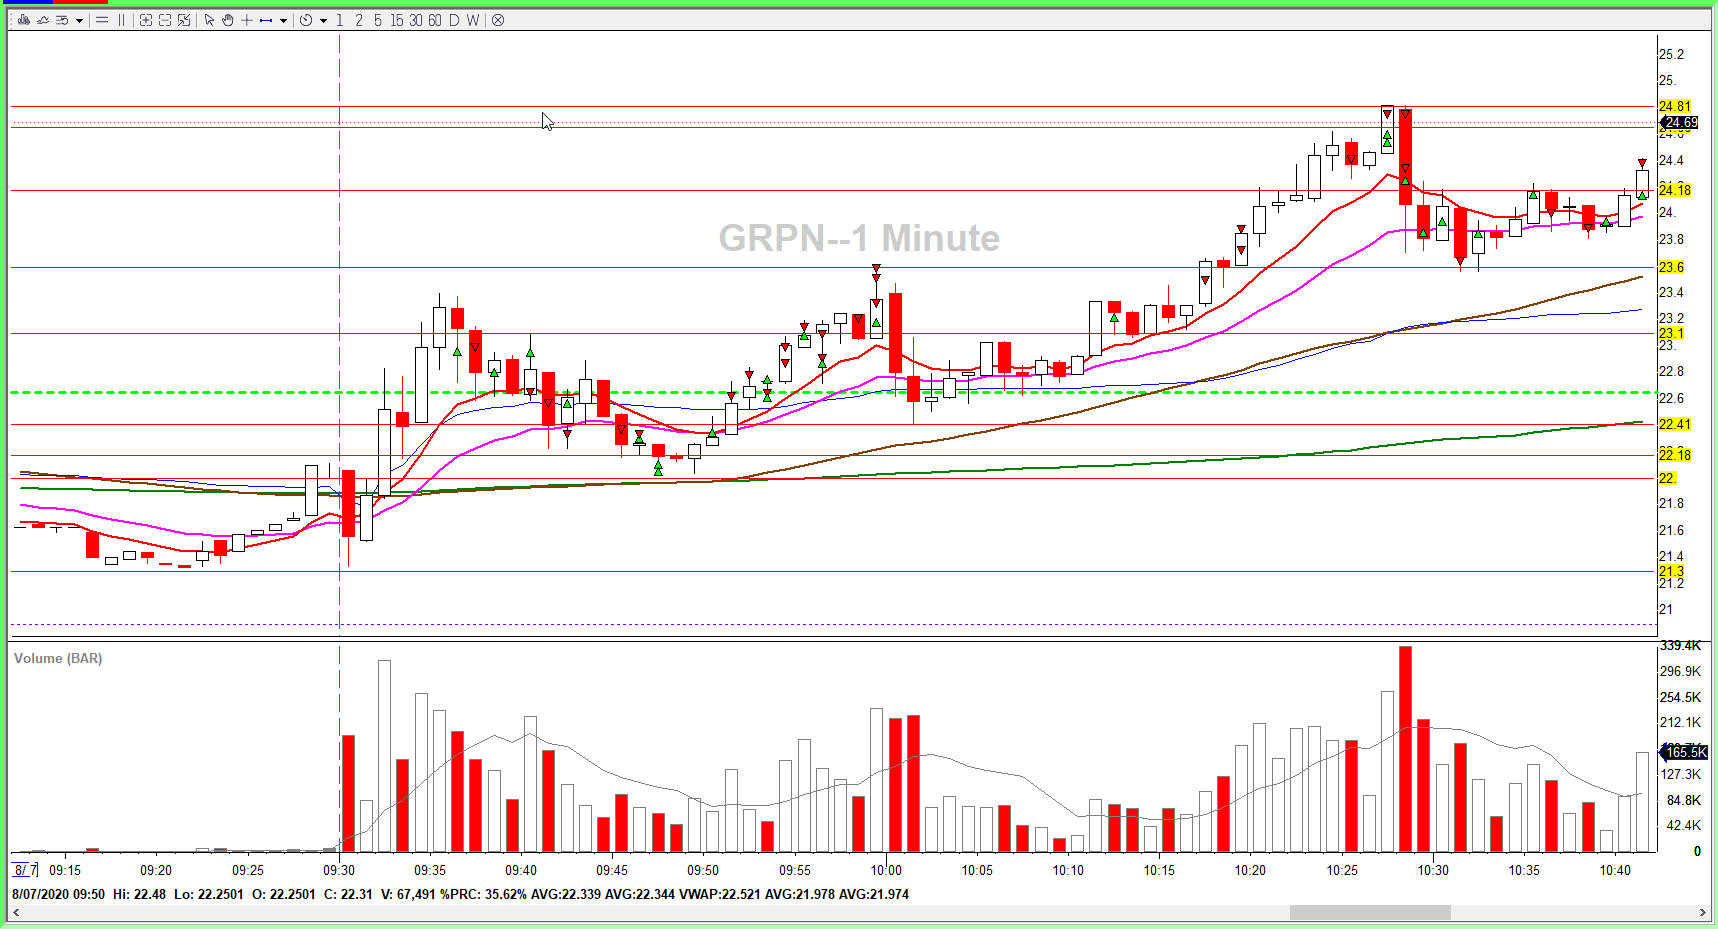 1 2 5 15 30 60 D W
GRPN--1 Minute
25.2
25.
24.81
24.69
24.6
24.4
24.18
24.
23.8
23.6
23.4
23.2
23.1
23.
22.8
22.6
22.41
22.18
22.
21.8
21.6
21.4
21.3
21.2
21
Volume (BAR)
339.4K
296.9K
254.5K
212.1K
165.5K
127.3K
84.8K
42.4K
0
8/ 7 09:15 09:20 09:25 09:30 09:35 09:40 09:45 09:50 09:55 10:00 10:05 10:10 10:15 10:20 10:25 10:30 10:35 10:40
8/07/2020 09:50 Hi: 22.48 Lo: 22.2501 O: 22.2501 C: 22.31 V: 67,491 %PRC: 35.62% AVG:22.339 AVG:22.344 VWAP:22.521 AVG:21.978 AVG:21.974